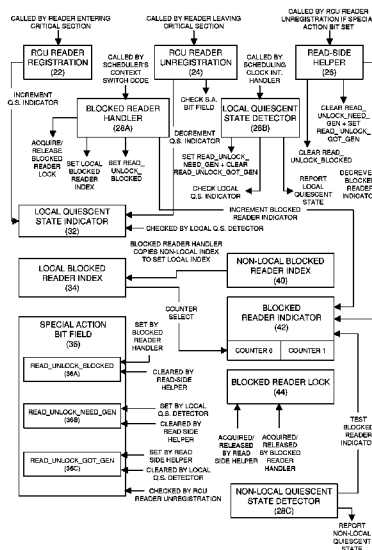 CALLED BY READER ENTERING
CRITICAL SECTION
CALLED BY READER LEAVING
CRITICAL SECTION
CALLED BY RCU READER
UNREGISTRATION IF SPECIAL
ACTION BIT SET
RCU READER
REGISTRATION
(22)
CALLED BY
SCHEDULER'S
CONTEXT
SWITCH CODE
RCU READER
UNREGISTRATION
(24)
CALLED BY
SCHEDULING
CLOCK INT.
HANDLER
READ-SIDE
HELPER
(26)
INCREMENT
Q.S. INDICATOR
CHECK S.A.
BIT FIELD
BLOCKED READER
HANDLER
(28A)
DECREMENT
Q.S. INDICATOR
LOCAL QUIESCENT
STATE DETECTOR
(28B)
CLEAR READ_
UNLOCK_NEED_
GEN + SET
READ_UNLOCK_
GOT_GEN
ACQUIRE/
RELEASE
BLOCKED
READER
LOCK
SET LOCAL
BLOCKED
READER
INDEX
SET READ_
UNLOCK_
BLOCKED
SET READ_UNLOCK_
NEED_GEN + CLEAR
READ_UNLOCK_GOT_GEN
CLEAR READ_
UNLOCK_BLOCKED
CHECK LOCAL
Q.S. INDICATOR
REPORT
LOCAL
QUIESCENT
STATE
BLOCKED
READER
LOCAL QUIESCENT
STATE INDICATOR
(32)
INCREMENT BLOCKED
READER INDICATOR
CHECKED BY LOCAL Q.S. DETECTOR
BLOCKED READER HANDLER
COPIES NON-LOCAL INDEX
TO SET LOCAL INDEX
LOCAL BLOCKED
READER INDEX
(34)
NON-LOCAL BLOCKED
READER INDEX
(40)
COUNTER
SELECT
BLOCKED
READER INDICATOR
(42)
COUNTER 0
COUNTER 1
SPECIAL ACTION
BIT FIELD
(36)
SET BY
BLOCKED
READER
HANDLER
READ_UNLOCK_BLOCKED
(36A)
CLEARED BY
READ-SIDE
HELPER
BLOCKED READER LOCK
(44)
READ_UNLOCK_NEED_GEN
(36B)
SET BY LOCAL
Q.S. DETECTOR
CLEARED BY
READ SIDE
HELPER
ACQUIRED/
RELEASED
BY READ
SIDE HELPER
ACQUIRED/
RELEASED
BY BLOCKED
READER
HANDLER
TEST
BLOCKED
READER
READ_UNLOCK_GOT_GEN
(36C)
SET BY READ
SIDE HELPER
CLEARED BY LOCAL
Q.S. DETECTOR
CHECKED BY RCU
READER UNREGISTRATION
NON-LOCAL QUIESCENT
STATE DETECTOR
(28C)
REPORT
NON-LOCAL
QUIESCENT
STATE